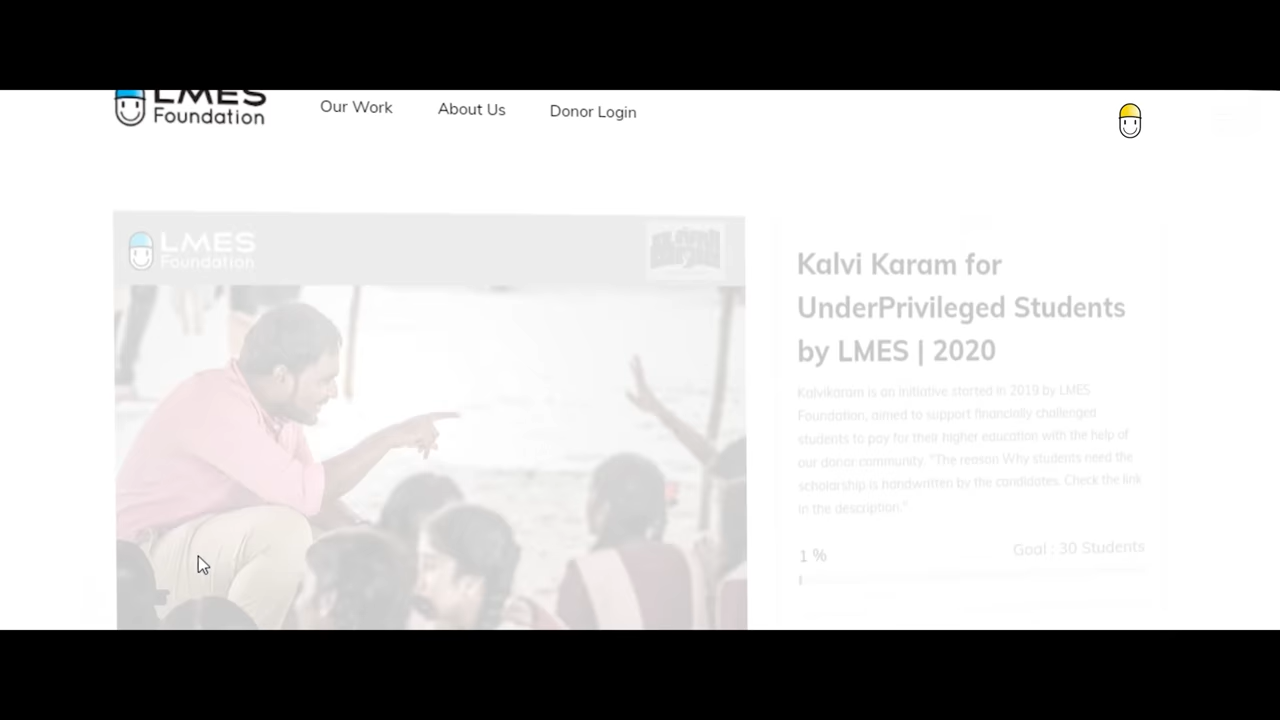 LMES
Foundation
Our Work
About Us
Donor Login
LMES
Foundation
Kalvi Karam for
UnderPrivileged Students
by LMES | 2020
Kalvikaram is an initiative started in 2019 by LMES
Foundation, aimed to support financially challenged
students to pay for their higher education with the help of
our donor community. "The reason Why students need the
scholarship is handwritten by the candidates. Check the link
in the description."
1 %
Goal : 30 Students